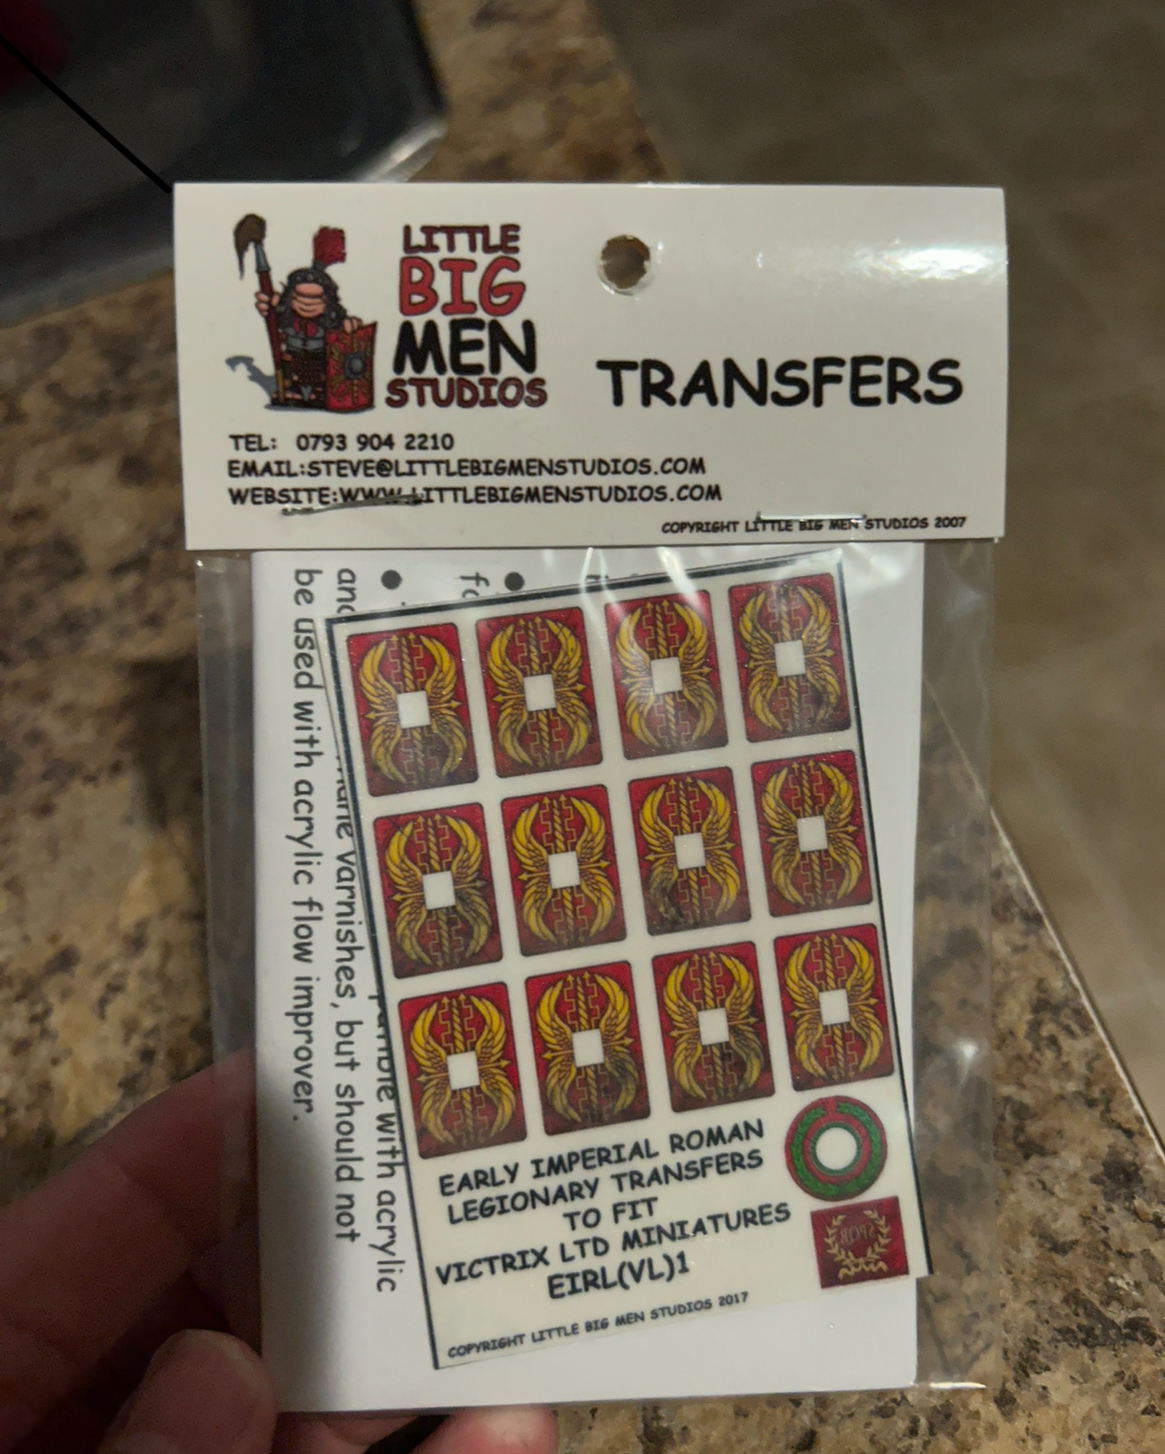 LITTLE
BIG
MEN
STUDIOS
TRANSFERS
TEL: 0793 904 2210
EMAIL:STEVE@LITTLEBIGMENSTUDIOS.COM
WEBSITE:WWW.LITTLEBIGMENSTUDIOS.COM
COPYRIGHT LITTLE BIG MEN STUDIOS 2007
with acrylic
varnishes, but should not
be used with acrylic flow improver.
EARLY IMPERIAL ROMAN
LEGIONARY TRANSFERS
TO FIT
VICTRIX LTD MINIATURES
EIRL(VL)1
SPQR
COPYRIGHT LITTLE BIG MEN STUDIOS 2017